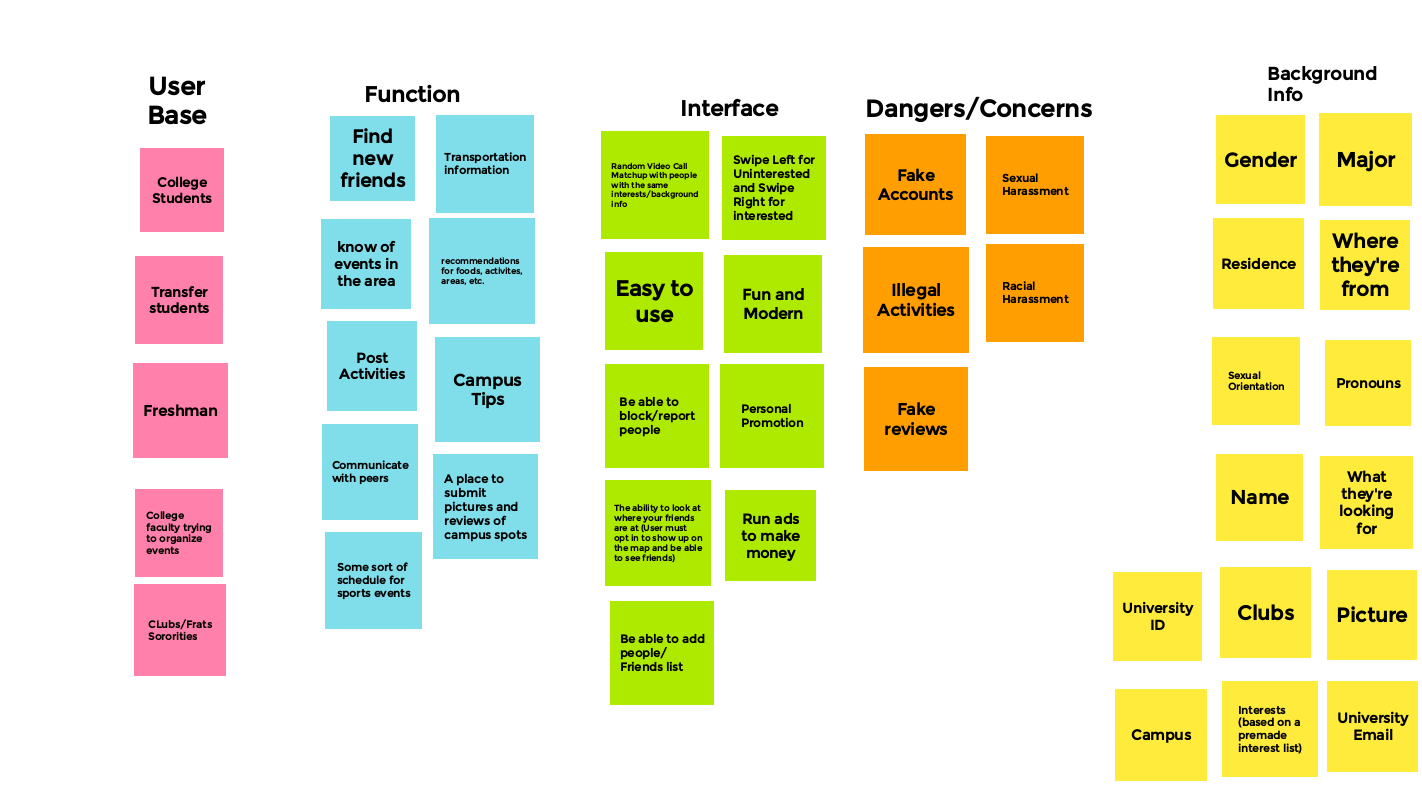 User
Base
College
Students
Transfer
students
Freshman
College
faculty trying
to organize
events
CLubs/Frats
Sororities
Function
Find
new
friends
Transportation
information
know of
events in
the area
recommendations
for foods, activites,
areas, etc.
Post
Activities
Campus
Tips
Communicate
with peers
A place to
submit
pictures and
reviews of
campus spots
Some sort of
schedule for
sports events
Interface
Random Video Call
Matchup with people
with the same
interests/background
info
Swipe Left for
Uninterested
and Swipe
Right for
interested
Easy to
use
Fun and
Modern
Be able to
block/report
people
Personal
Promotion
The ability to look at
where your friends
are at (User must
opt in to show up on
the map and be able
to see friends)
Run ads
to make
money
Be able to add
people/
Friends list
Dangers/Concerns
Fake
Accounts
Sexual
Harassment
Illegal
Activities
Racial
Harassment
Fake
reviews
Background
Info
Gender
Major
Residence
Where
they're
from
Sexual
Orientation
Pronouns
Name
What
they're
looking
for
University
ID
Clubs
Picture
Campus
Interests
(based on a
premade
interest list)
University
Email